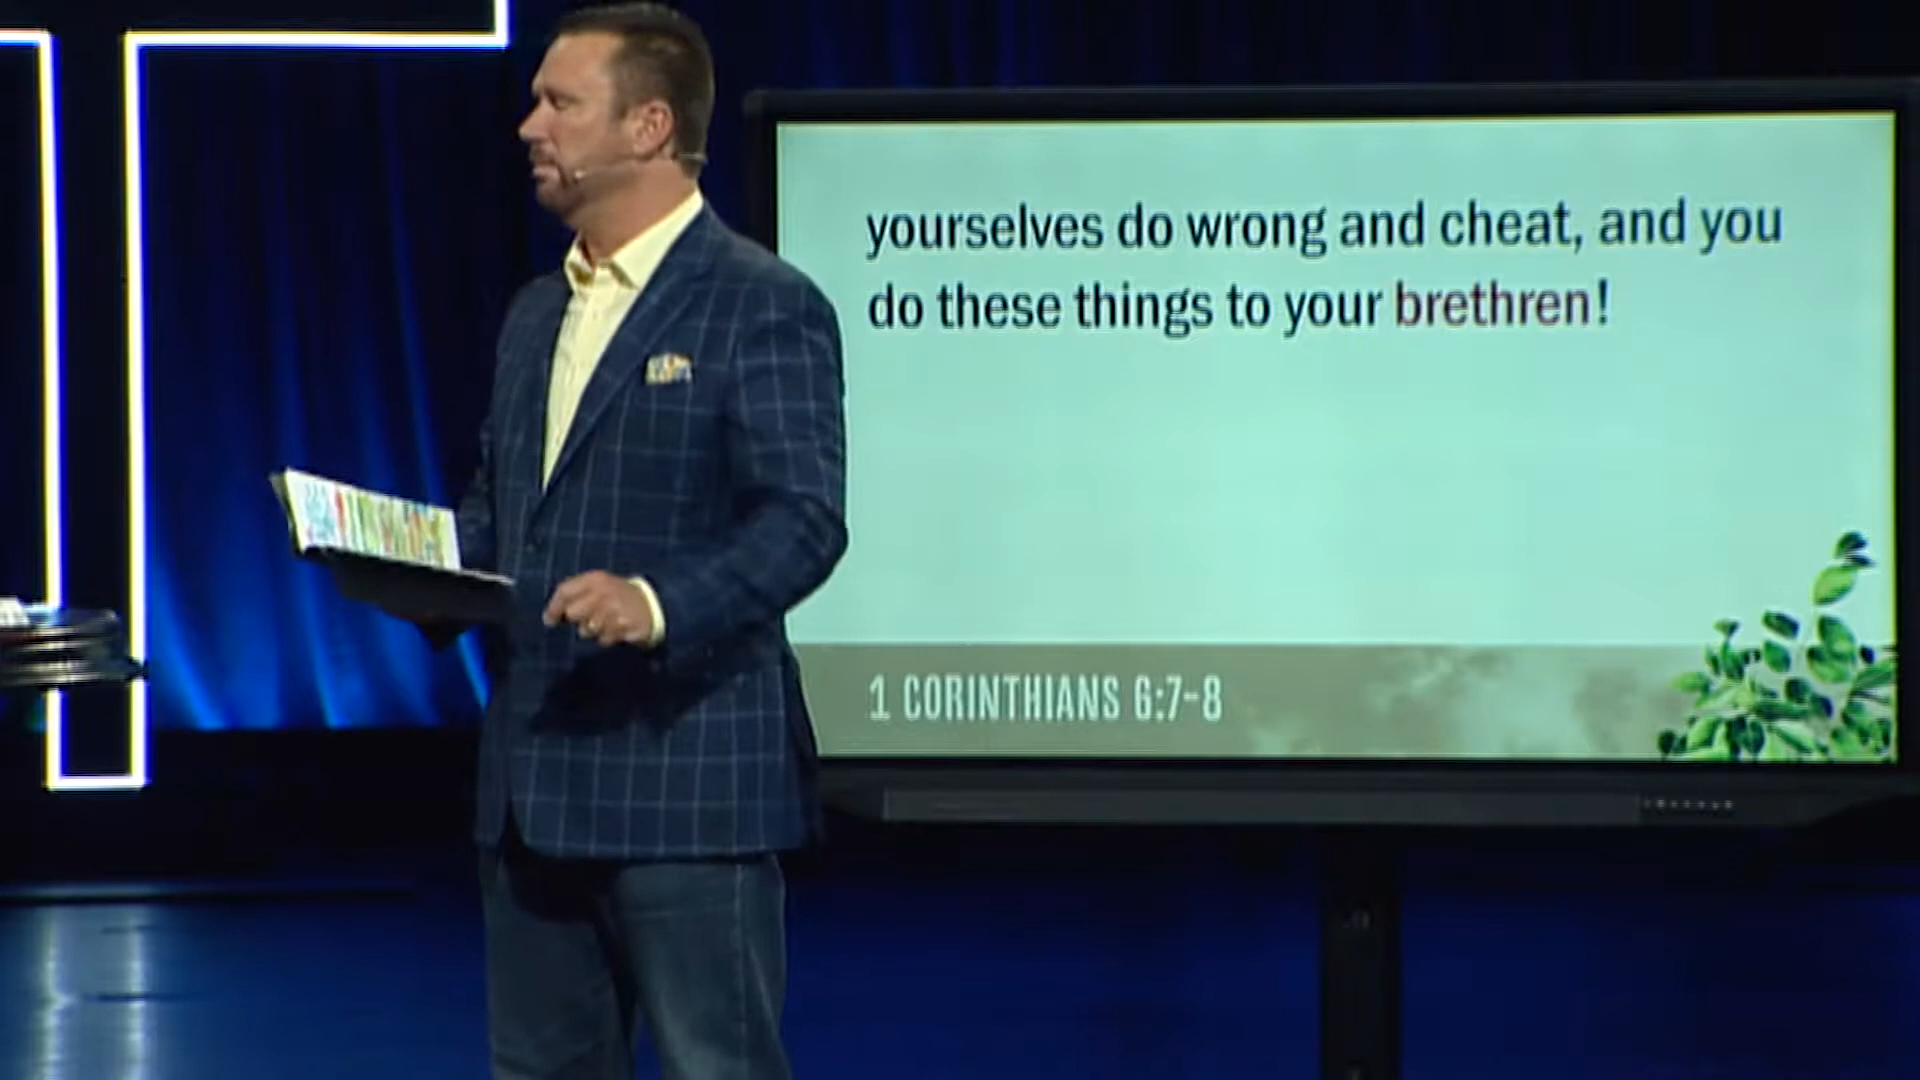 yourselves do wrong and cheat, and you
do these things to your brethren!
1 CORINTHIANS 6:7-8